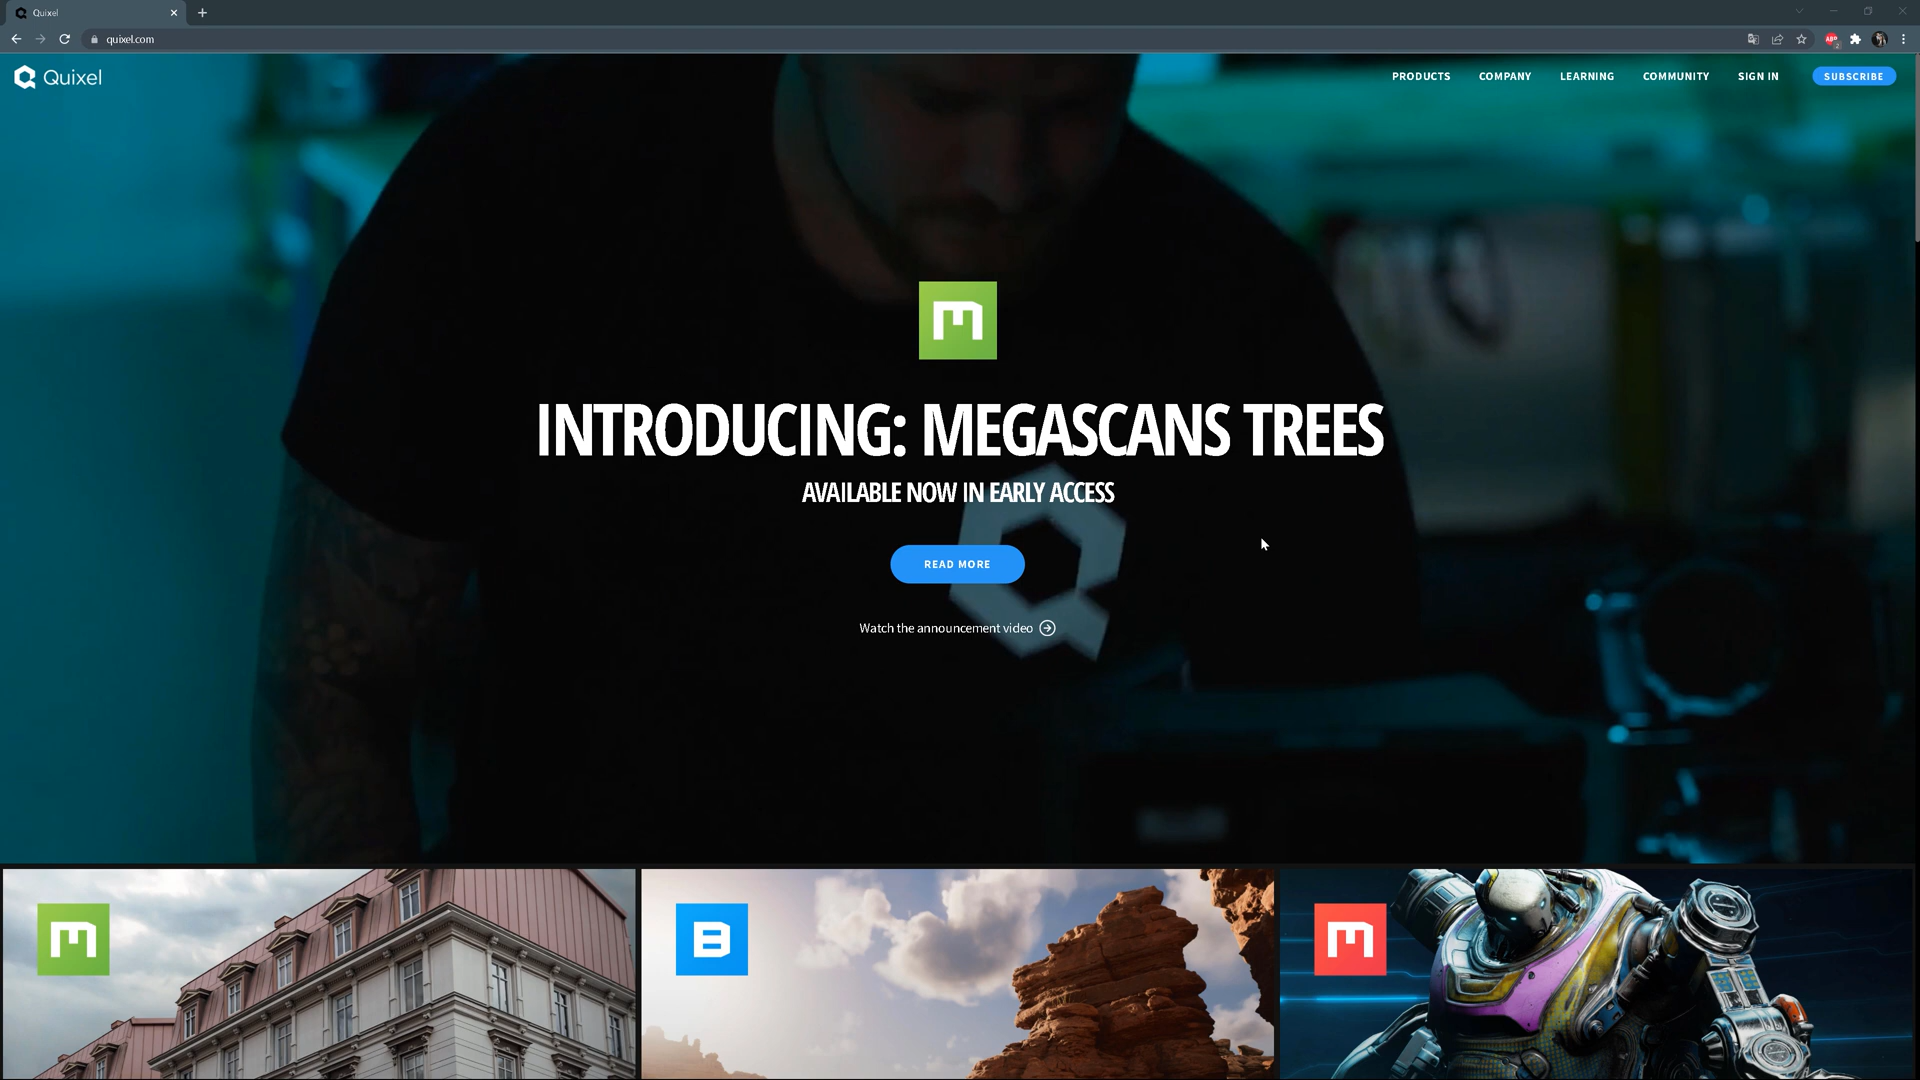 Quixel
quixel.com
Quixel
PRODUCTS
COMPANY
LEARNING
COMMUNITY
SIGN IN
SUBSCRIBE
INTRODUCING: MEGASCANS TREES
AVAILABLE NOW IN EARLY ACCESS
READ MORE
Watch the announcement video